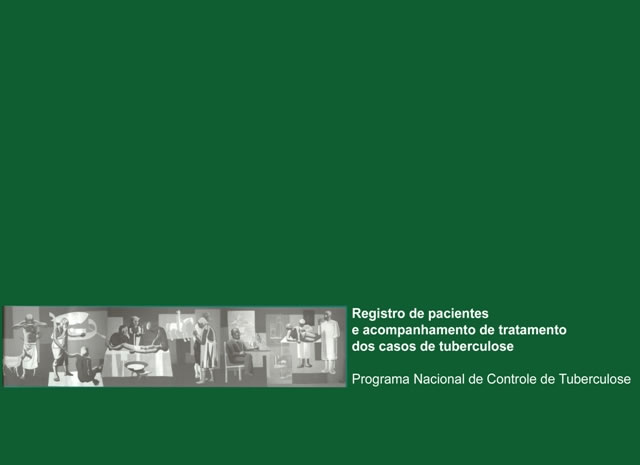 Registro de pacientes
e acompanhamento de tratamento
dos casos de tuberculose
Programa Nacional de Controle de Tuberculose